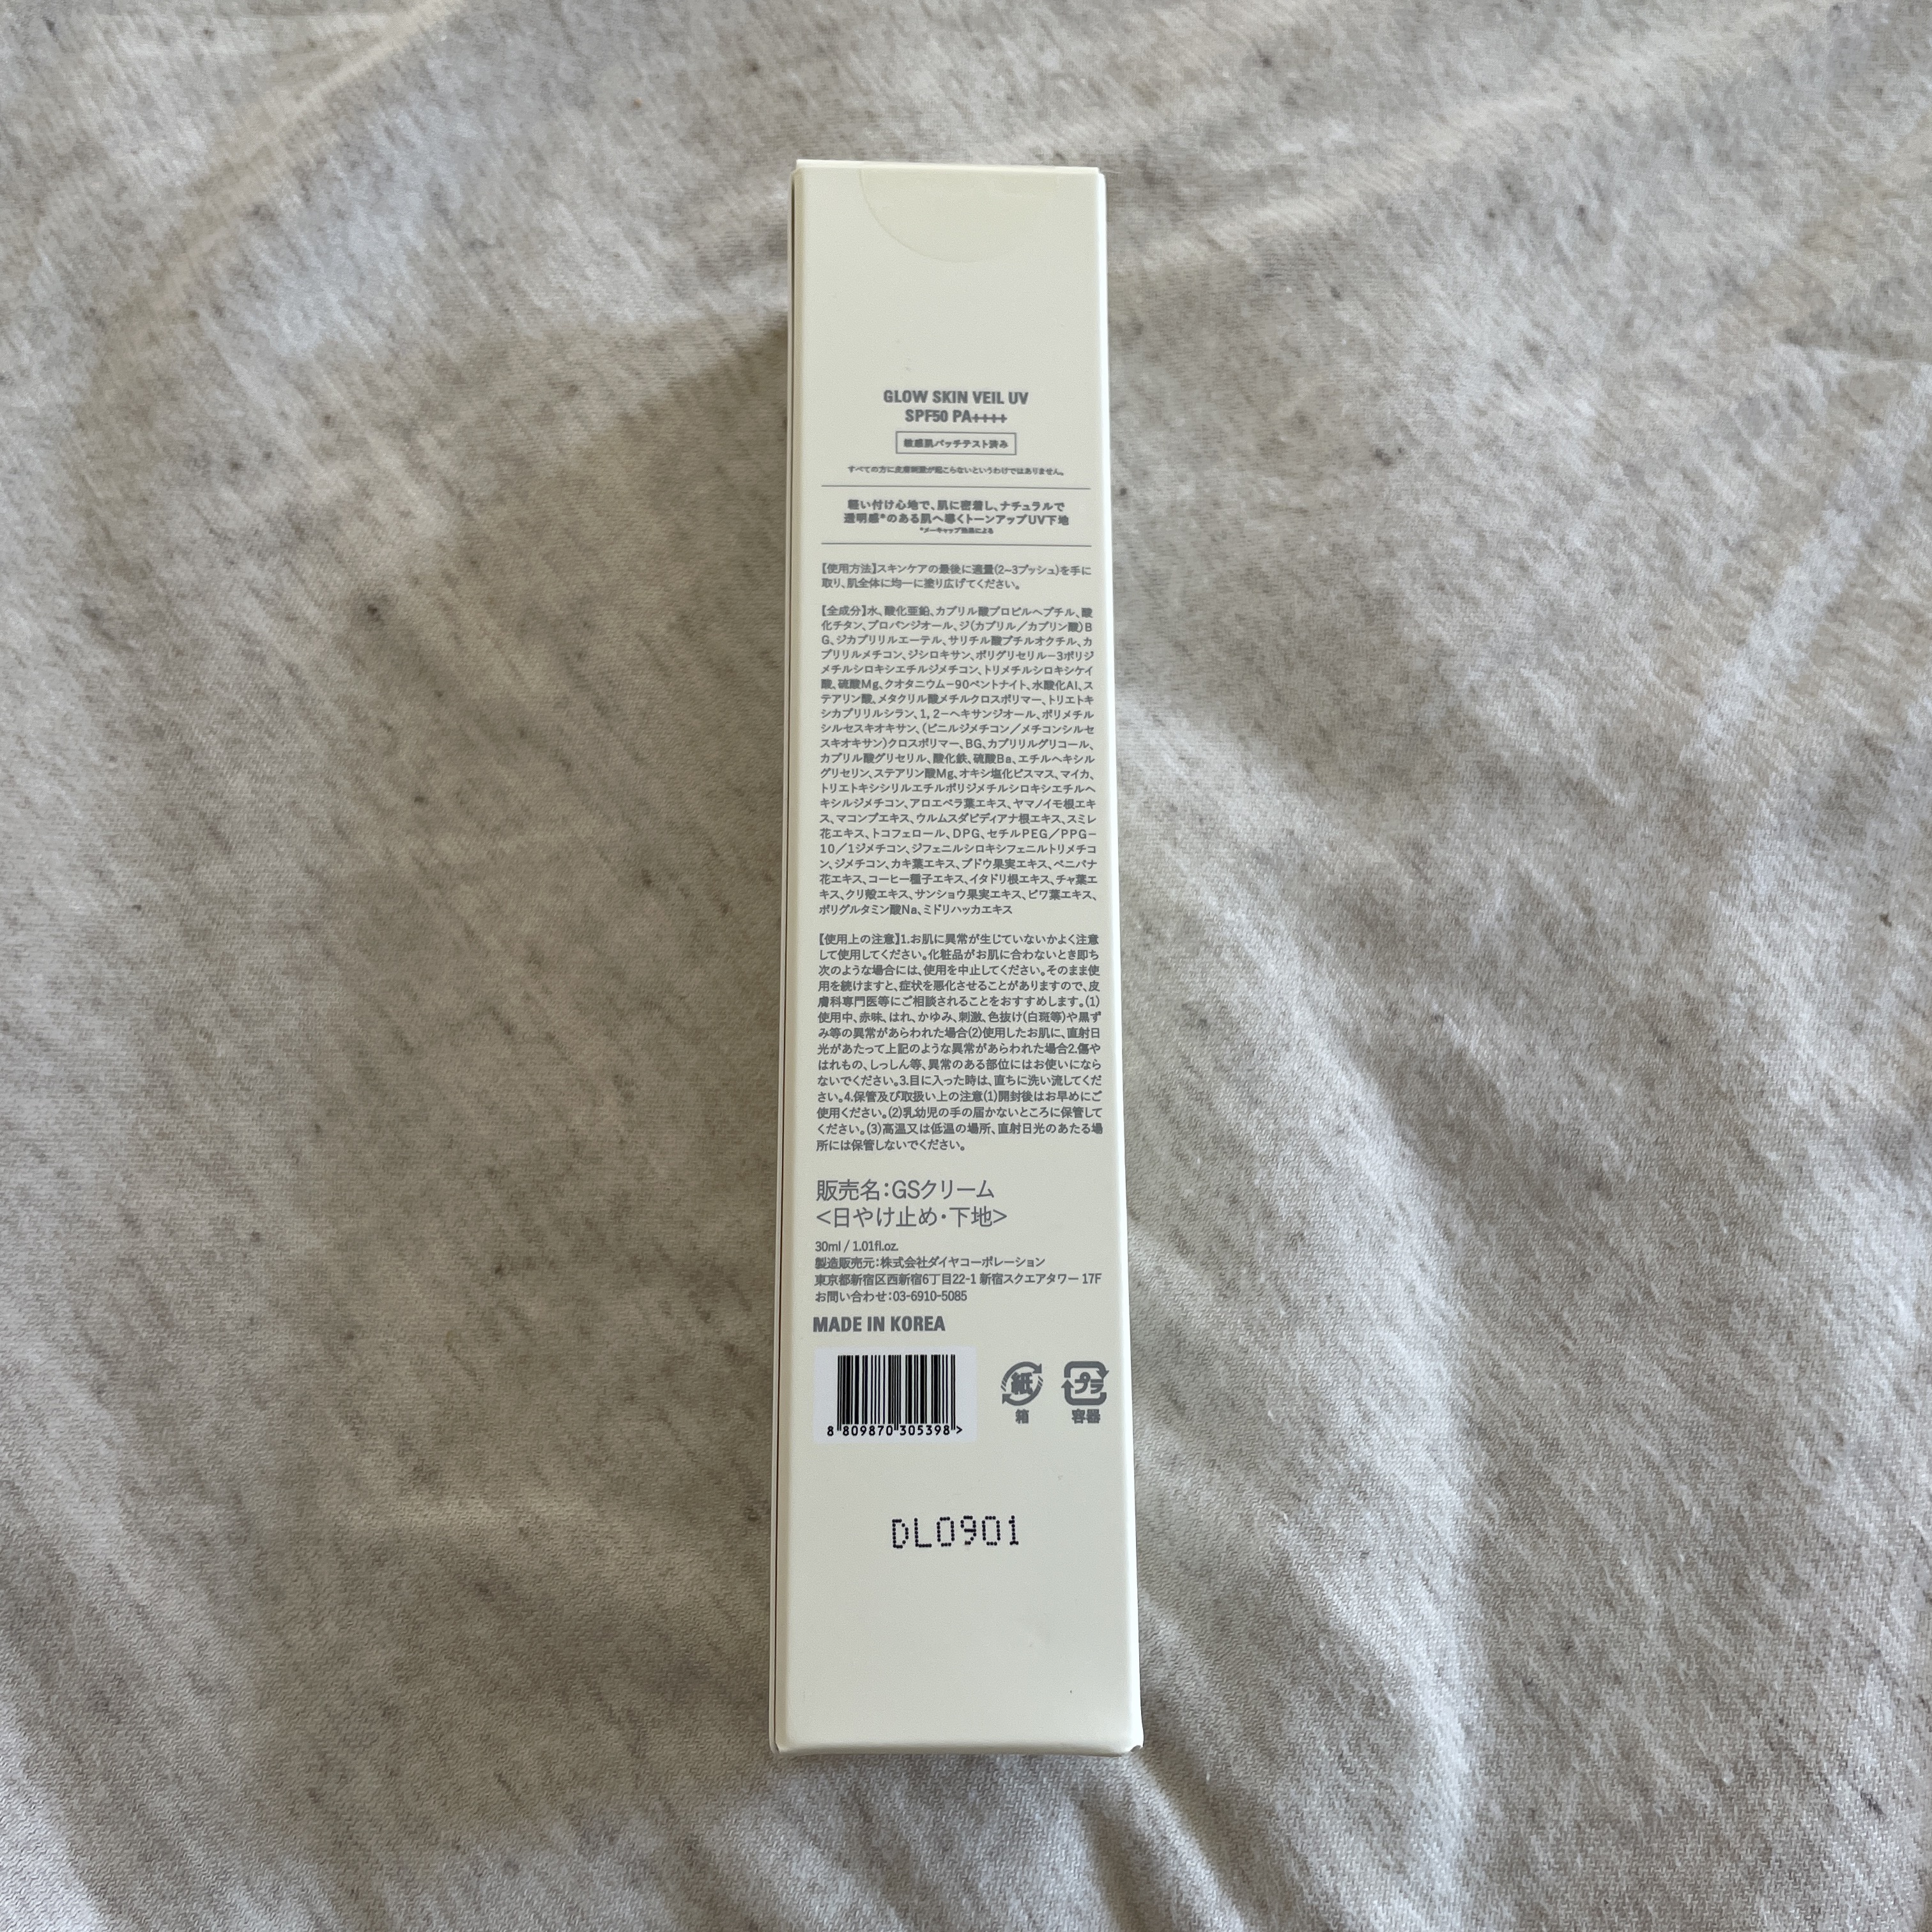 GLOW SKIN VEIL UV
SPF50 PA++++
敏感肌パッチテスト済み
すべての方に皮膚刺激が起こらないというわけではありません。
軽い付け心地で、肌に密着し、ナチュラルで
透明感*のある肌へ導くトーンアップUV下地
*メーキャップ効果による
【使用方法】スキンケアの最後に適量(2~3プッシュ)を手に
取り、肌全体に均一に塗り広げてください。
【全成分】水、酸化亜鉛、カプリル酸プロピルヘプチル、酸
化チタン、プロパンジオール、ジ(カプリル/カプリン酸)B
G、ジカプリリルエーテル、サリチル酸ブチルオクチル、カ
プリリルメチコン、ジシロキサン、ポリグリセリル-3ポリジ
メチルシロキシエチルジメチコン、トリメチルシロキシケイ
酸、硫酸Mg、クオタニウム-90ベントナイト、水酸化Al、ス
テアリン酸、メタクリル酸メチルクロスポリマー、トリエトキ
シカプリリルシラン、1,2-ヘキサンジオール、ポリメチル
シルセスキオキサン、(ビニルジメチコン/メチコンシルセ
スキオキサン)クロスポリマー、BG、カプリリルグリコール、
カプリル酸グリセリル、酸化鉄、硫酸Ba、エチルヘキシル
グリセリン、ステアリン酸Mg、オキシ塩化ビスマス、マイカ、
トリエトキシシリルエチルポリジメチルシロキシエチルヘ
キシルジメチコン、アロエベラ葉エキス、ヤマノイモ根エキ
ス、マコンブエキス、ウルムスダビディアナ根エキス、スミレ
花エキス、トコフェロール、DPG、セチルPEG/PPG-
10/1ジメチコン、ジフェニルシロキシフェニルトリメチコ
ン、ジメチコン、カキ葉エキス、ブドウ果実エキス、ベニバナ
花エキス、コーヒー種子エキス、イタドリ根エキス、チャ葉エ
キス、クリ殻エキス、サンショウ果実エキス、ビワ葉エキス、
ポリグルタミン酸Na、ミドリハッカエキス
【使用上の注意】1.お肌に異常が生じていないかよく注意
して使用してください。化粧品がお肌に合わないとき即ち
次のような場合には、使用を中止してください。そのまま使
用を続けますと、症状を悪化させることがありますので、皮
膚科専門医等にご相談されることをおすすめします。(1)
使用中、赤味、はれ、かゆみ、刺激、色抜け(白斑等)や黒ず
み等の異常があらわれた場合(2)使用したお肌に、直射日
光があたって上記のような異常があらわれた場合2.傷や
はれもの、しっしん等、異常のある部位にはお使いになら
ないでください。3.目に入った時は、直ちに洗い流してくだ
さい。4.保管及び取扱い上の注意(1)開封後はお早めにご
使用ください。(2)乳幼児の手の届かないところに保管して
ください。(3)高温又は低温の場所、直射日光のあたる場
所には保管しないでください。
販売名:GSクリーム
<日やけ止め・下地>
30ml / 1.01fl.oz.
製造販売元:株式会社ダイヤコーポレーション
東京都新宿区西新宿6丁目22-1 新宿スクエアタワー 17F
お問い合わせ:03-6910-5085
MADE IN KOREA
紙
箱
プラ
容器
8 809870 305398 >
DL0901